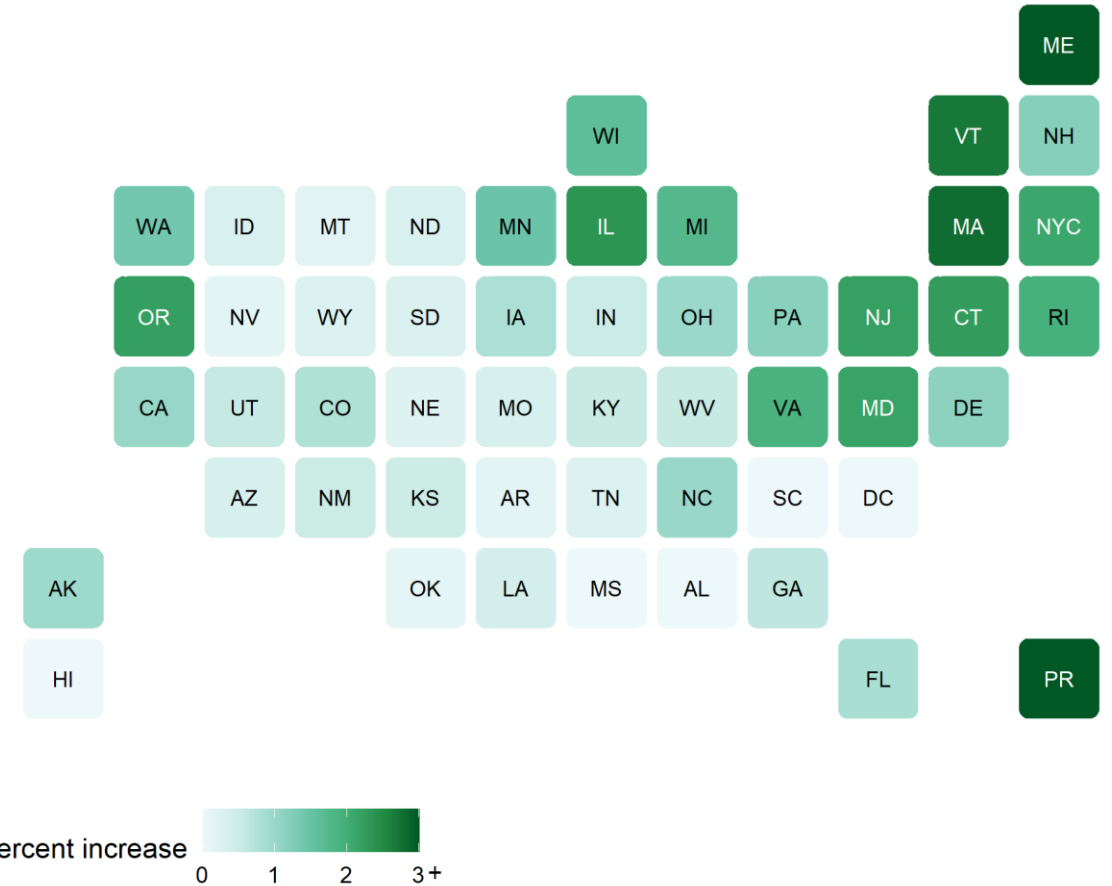 ME
WI VT NH
WA ID MT ND MN IL MI MA NYC
OR NV WY SD IA IN OH PA NJ CT RI
CA UT CO NE MO KY WV VA MD DE
AZ NM KS AR TN NC SC DC
AK OK LA MS AL GA
HI FL PR
ercent increase
0 1 2 3+